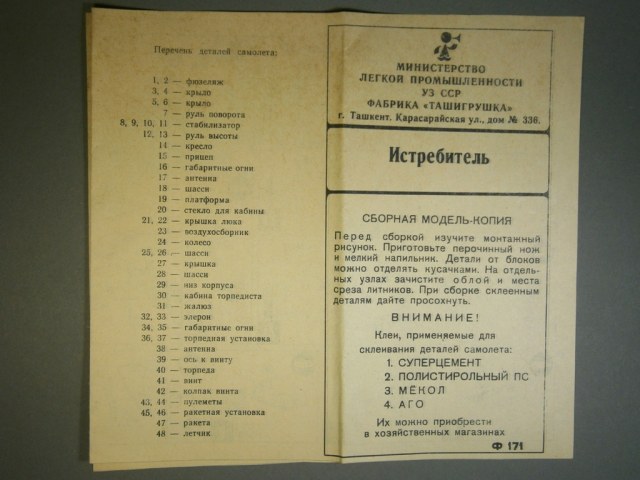 Перечень деталей самолета:
1, 2 — фюзеляж
3, 4 — крыло
5, 6 — крыло
7 — руль поворота
8, 9, 10, 11 — стабилизатор
12, 13 — руль высоты
14 — кресло
15 — прицеп
16 — габаритные огни
17 — антенна
18 — шасси
19 — платформа
20 — стекло для кабины
21, 22 — крышка люка
23 — воздухосборник
24 — колесо
25, 26 — шасси
27 — крышка
28 — шасси
29 — низ корпуса
30 — кабина торпедиста
31 — жалюз
32, 33 — элерон
34, 35 — габаритные огни
36, 37 — торпедная установка
38 — антенна
39 — ось к винту
40 — торпеда
41 — винт
42 — колпак винта
43, 44 — пулеметы
45, 46 — ракетная установка
47 — ракета
48 — летчик
МИНИСТЕРСТВО
ЛЕГКОЙ ПРОМЫШЛЕННОСТИ
УЗ ССР
ФАБРИКА «ТАШИГРУШКА»
г. Ташкент. Карасарайская ул., дом № 336.
Истребитель
СБОРНАЯ МОДЕЛЬ-КОПИЯ
Перед сборкой изучите монтажный
рисунок. Приготовьте перочинный нож
и мелкий напильник. Детали от блоков
можно отделять кусачками. На отдель-
ных узлах зачистите облой и места
среза литников. При сборке склеенным
деталям дайте просохнуть.
ВНИМАНИЕ!
Клеи, применяемые для
склеивания деталей самолета:
1. СУПЕРЦЕМЕНТ
2. ПОЛИСТИРОЛЬНЫЙ ПС
3. МЕКОЛ
4. АГО
Их можно приобрести
в хозяйственных магазинах
Ф 171